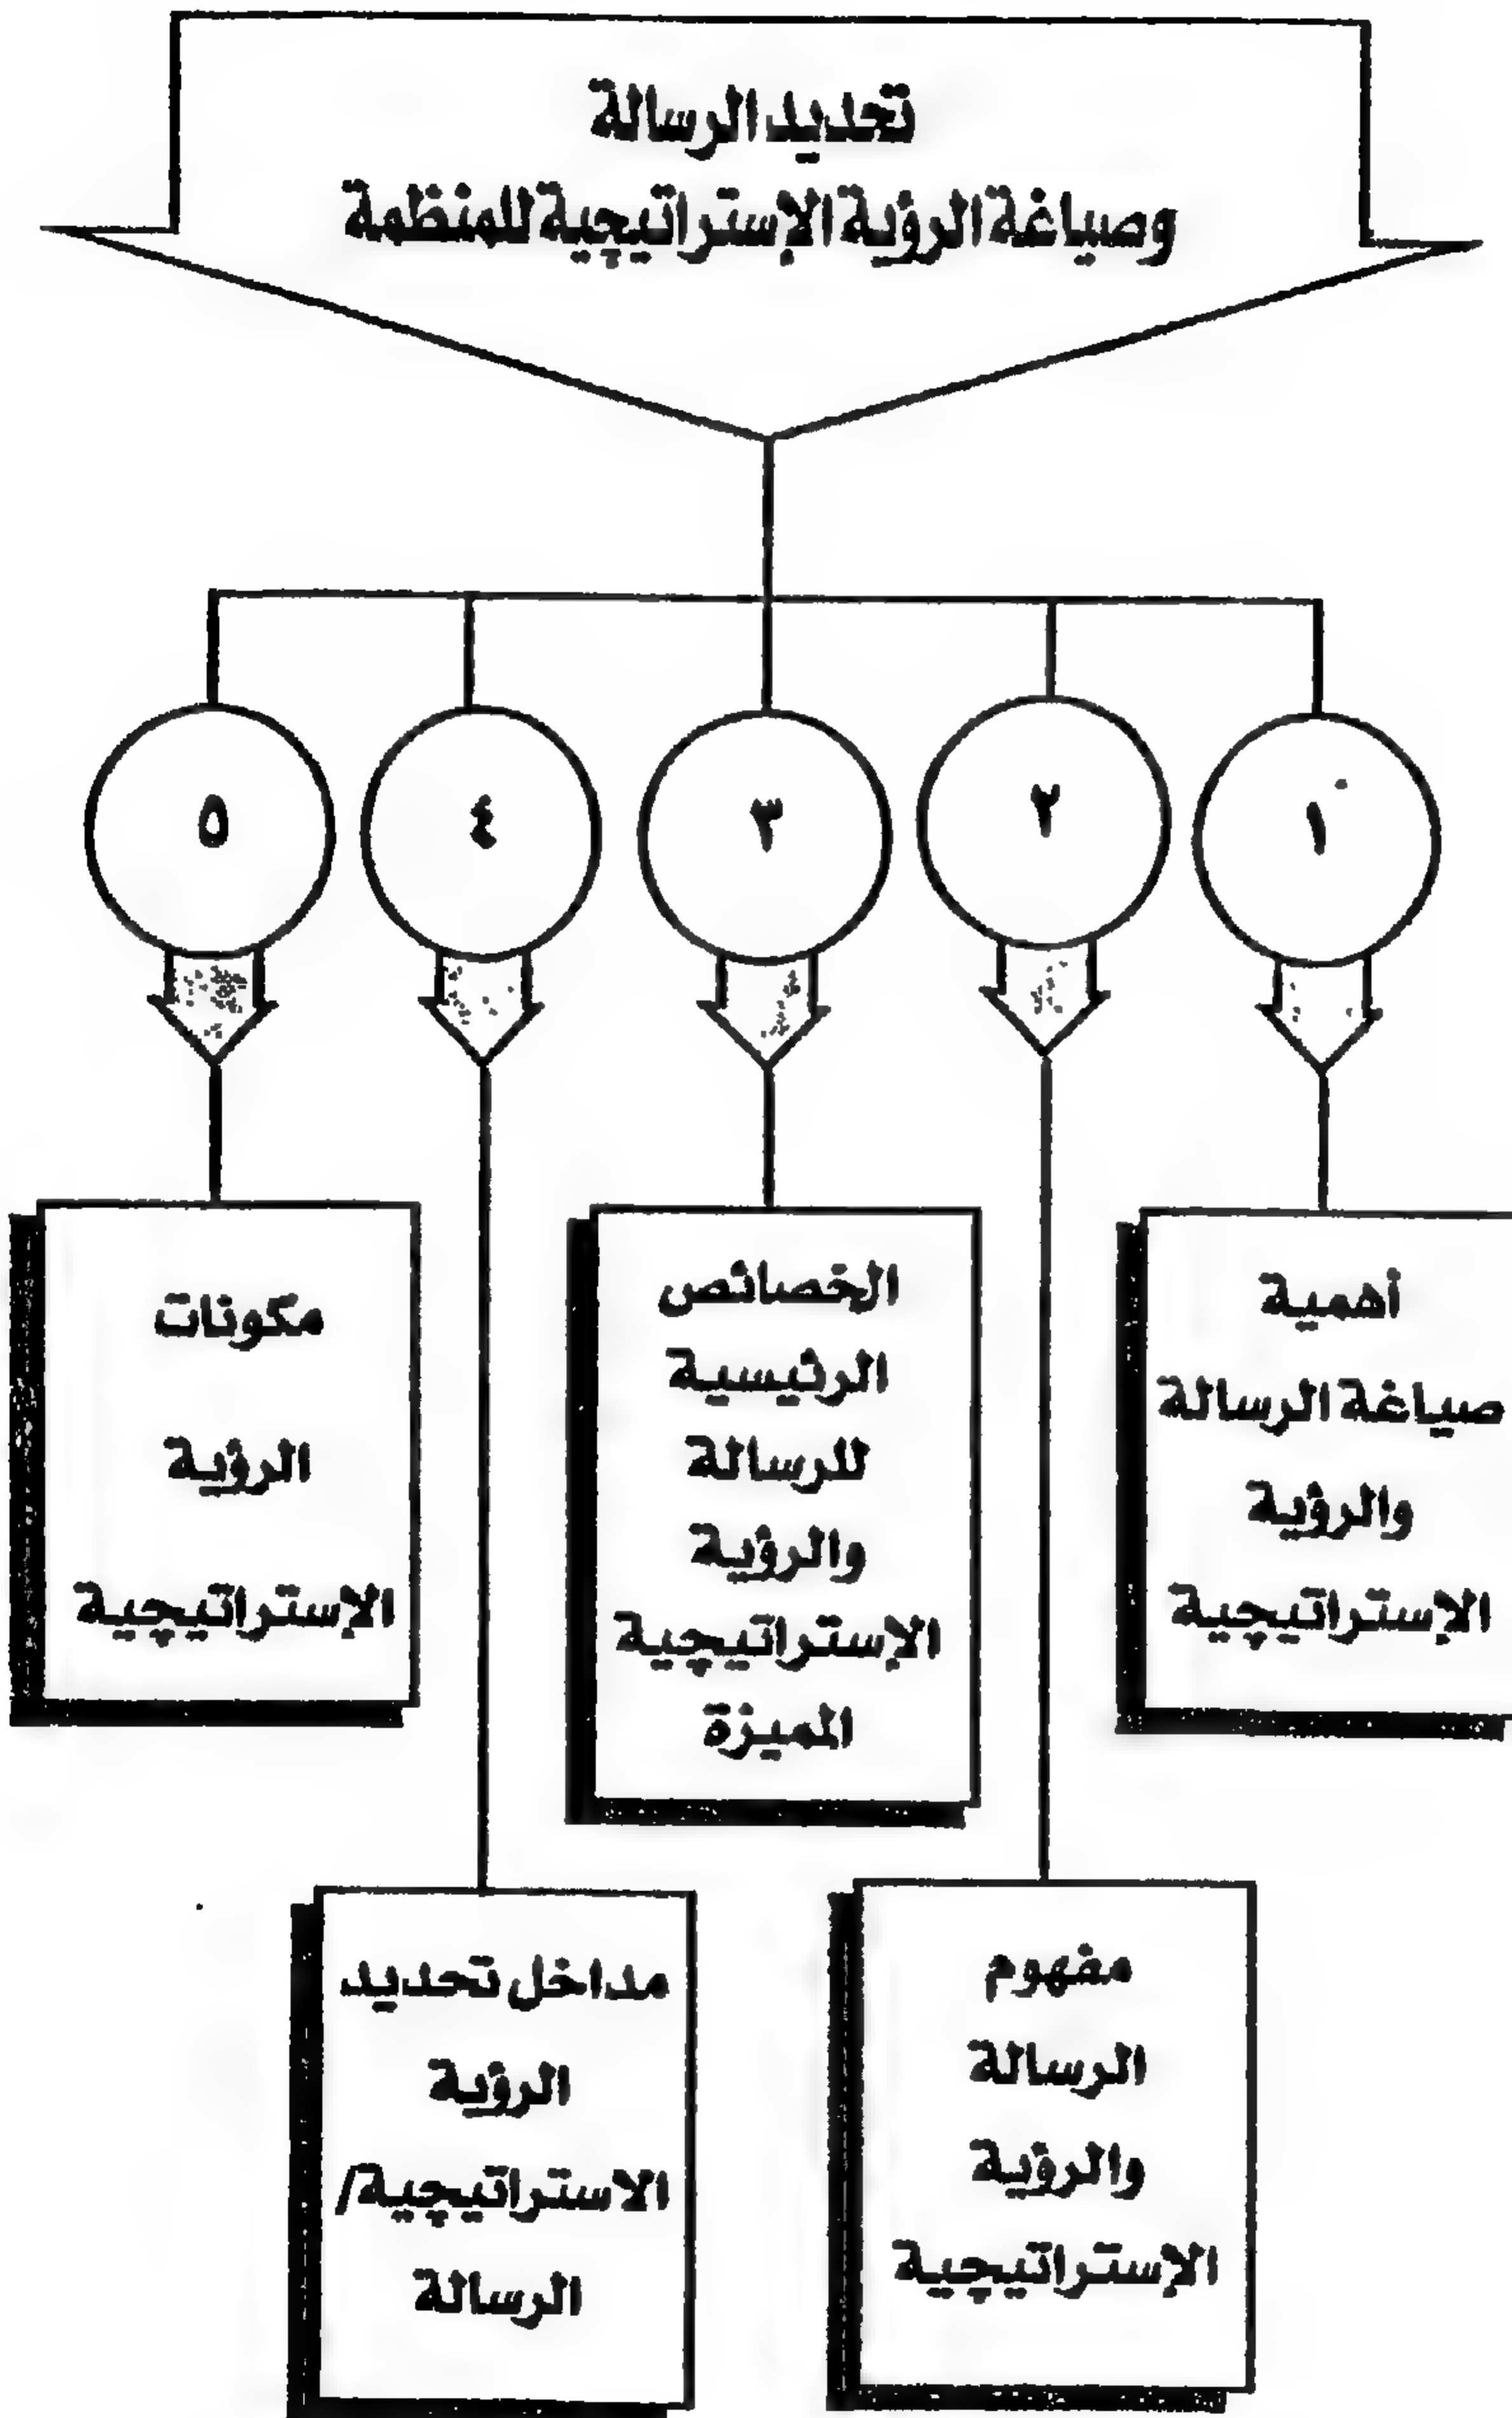 تحديد الرسالة
وصياغة الرؤية الإستراتيجية للمنظمة
١
٢
٣
٤
٥
أهمية
صياغة الرسالة
والرؤية
الإستراتيجية
مفهوم
الرسالة
والرؤية
الإستراتيجية
الخصائص
الرئيسية
للرسالة
والرؤية
الإستراتيجية
المميزة
مداخل تحديد
الرؤية
الاستراتيجية/
الرسالة
مكونات
الرؤية
الإستراتيجية